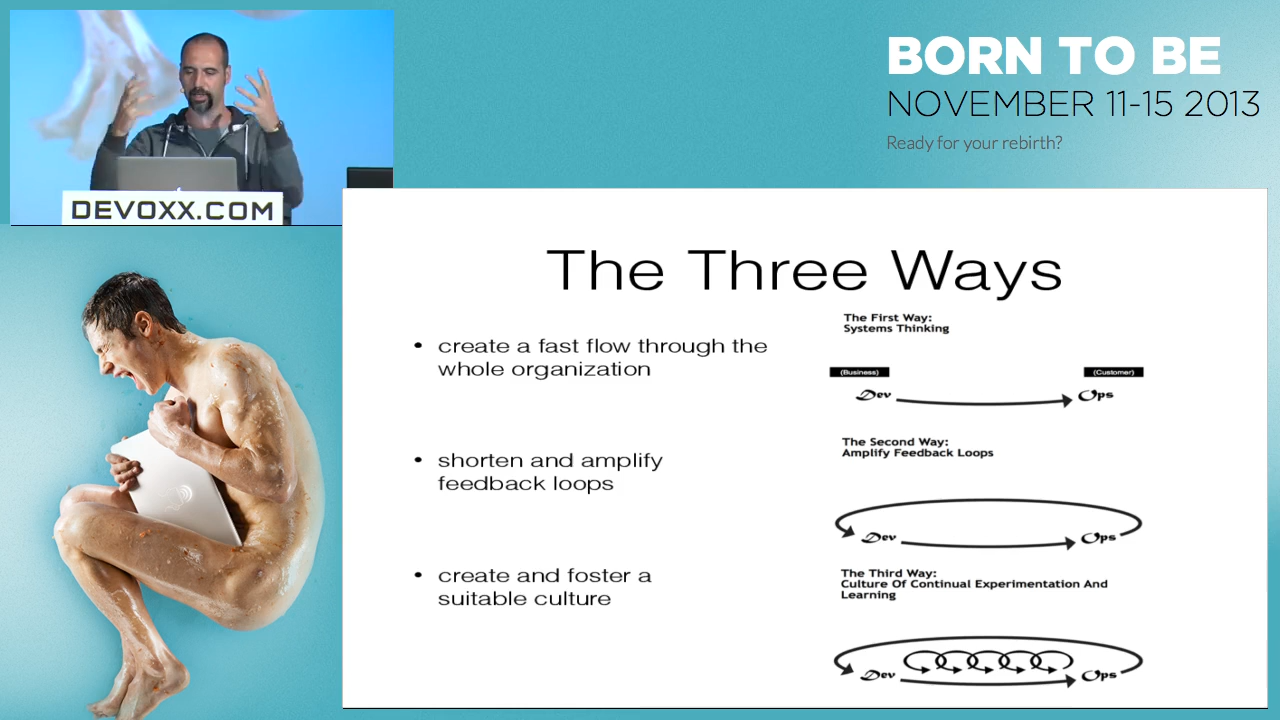 BORN TO BE
NOVEMBER 11-15 2013
Ready for your rebirth?
DEVOXX.COM
The Three Ways
• create a fast flow through the
whole organization
• shorten and amplify
feedback loops
• create and foster a
suitable culture
The First Way:
Systems Thinking
(Business)
(Customer)
Dev
Ops
The Second Way:
Amplify Feedback Loops
Dev
Ops
The Third Way:
Culture Of Continual Experimentation And
Learning
Dev
Ops